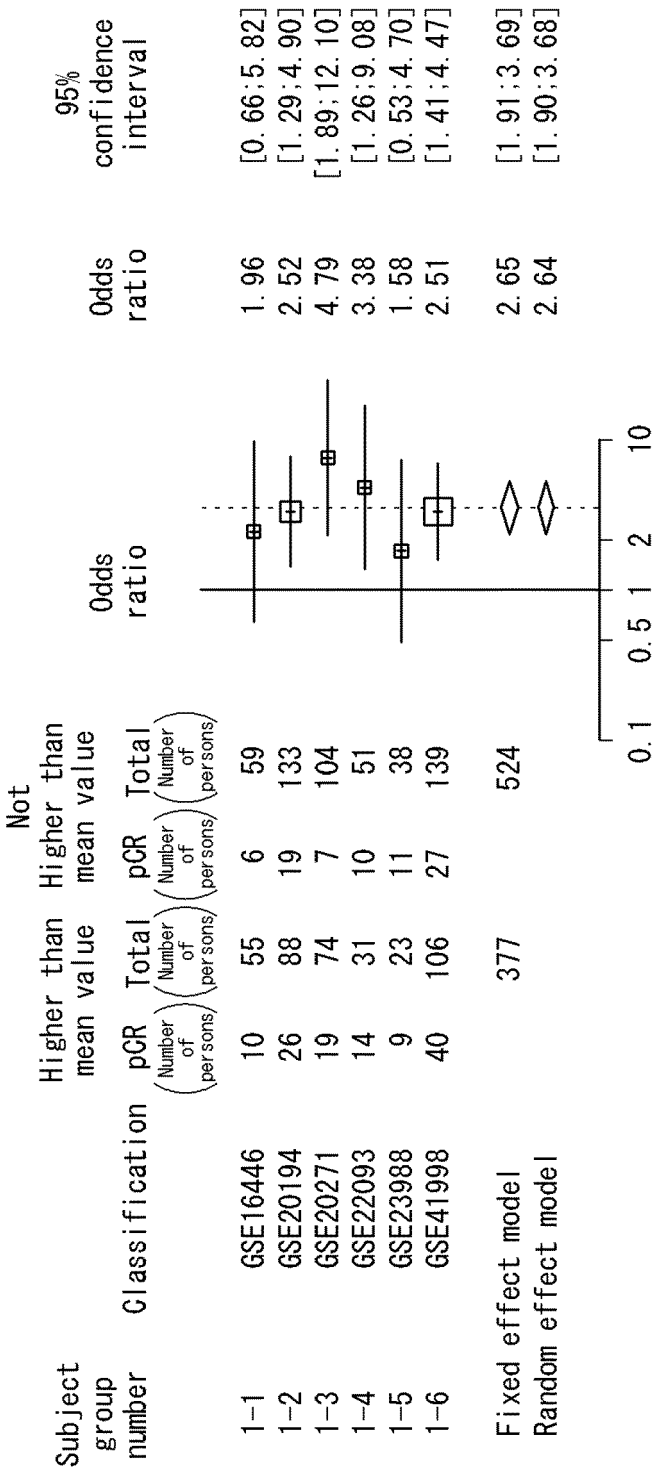 Subject group number
Classification
Higher than mean value
Not Higher than mean value
Odds ratio
Odds ratio
95% confidence interval
pCR (Number of persons)
Total (Number of persons)
pCR (Number of persons)
Total (Number of persons)
1-1 GSE16446 10 55 6 59 1.96 [0.66;5.82]
1-2 GSE20194 26 88 19 133 2.52 [1.29;4.90]
1-3 GSE20271 19 74 7 104 4.79 [1.89;12.10]
1-4 GSE22093 14 31 10 51 3.38 [1.26;9.08]
1-5 GSE23988 9 23 11 38 1.58 [0.53;4.70]
1-6 GSE41998 40 106 27 139 2.51 [1.41;4.47]
Fixed effect model 377 524 2.65 [1.91;3.69]
Random effect model 2.64 [1.90;3.68]
0.1 0.5 1 2 10